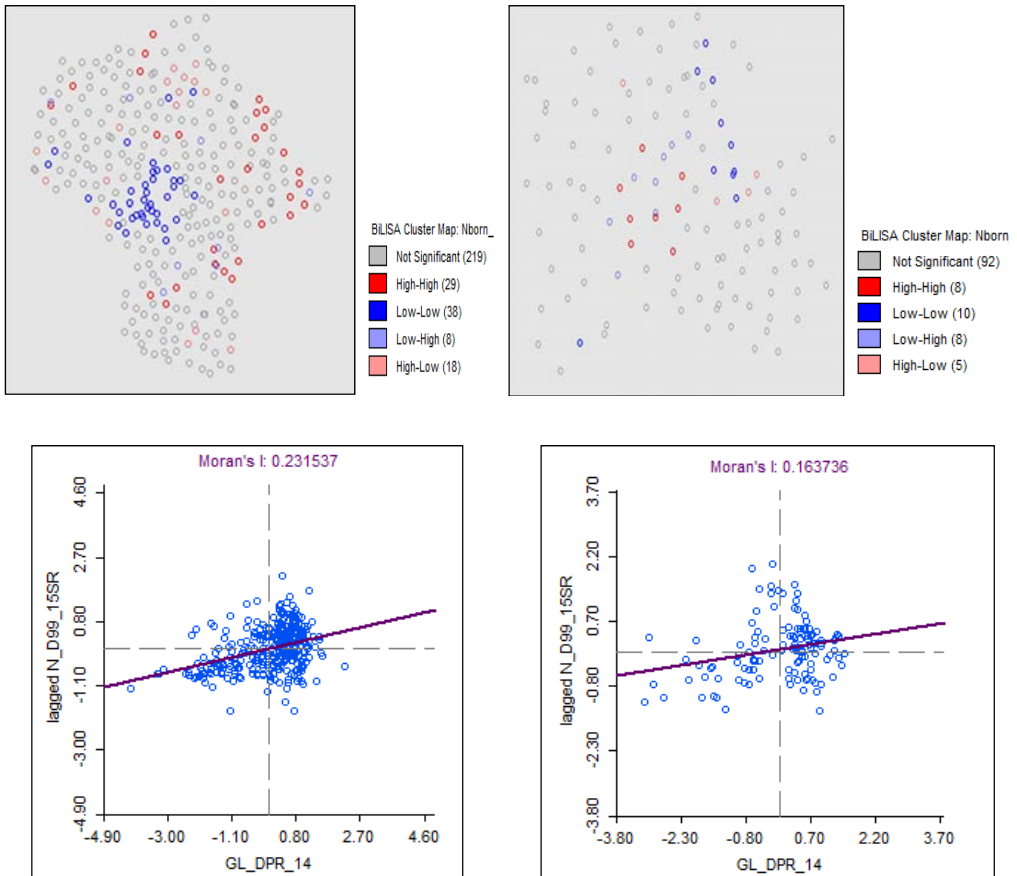 BiLISA Cluster Map: Nborn_
Not Significant (219)
High-High (29)
Low-Low (38)
Low-High (8)
High-Low (18)
BiLISA Cluster Map: Nborn
Not Significant (92)
High-High (8)
Low-Low (10)
Low-High (8)
High-Low (5)
Moran's I: 0.231537
lagged N_D99_15SR
4.60
2.70
0.80
-1.10
-3.00
-4.90
-4.90 -3.00 -1.10 0.80 2.70 4.60
GL_DPR_14
Moran's I: 0.163736
lagged N_D99_15SR
3.70
2.20
0.70
-0.80
-2.30
-3.80
-3.80 -2.30 -0.80 0.70 2.20 3.70
GL_DPR_14